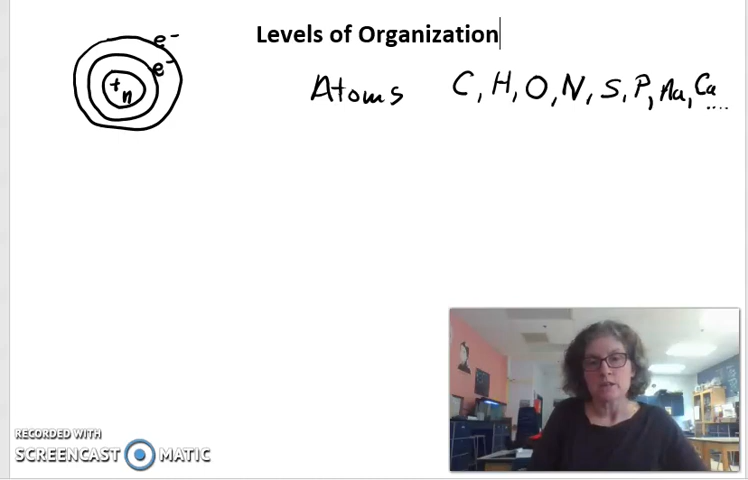 Levels of Organization
e-
e-
+
n
Atoms C, H, O, N, S, P, Na, Ca ....
RECORDED WITH
SCREENCAST MATIC